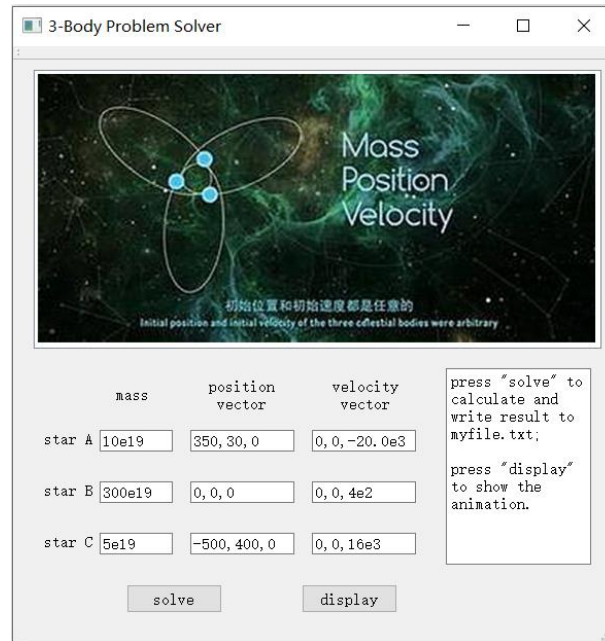 3-Body Problem Solver
Mass
Position
Velocity
初始位置和初始速度都是任意的
Initial position and initial velocity of the three celestial bodies were arbitrary
mass
position
vector
velocity
vector
star A 10e19 350,30,0 0,0,-20.0e3
star B 300e19 0,0,0 0,0,4e2
star C 5e19 -500,400,0 0,0,16e3
press "solve" to
calculate and
write result to
myfile.txt;
press "display"
to show the
animation.
solve
display